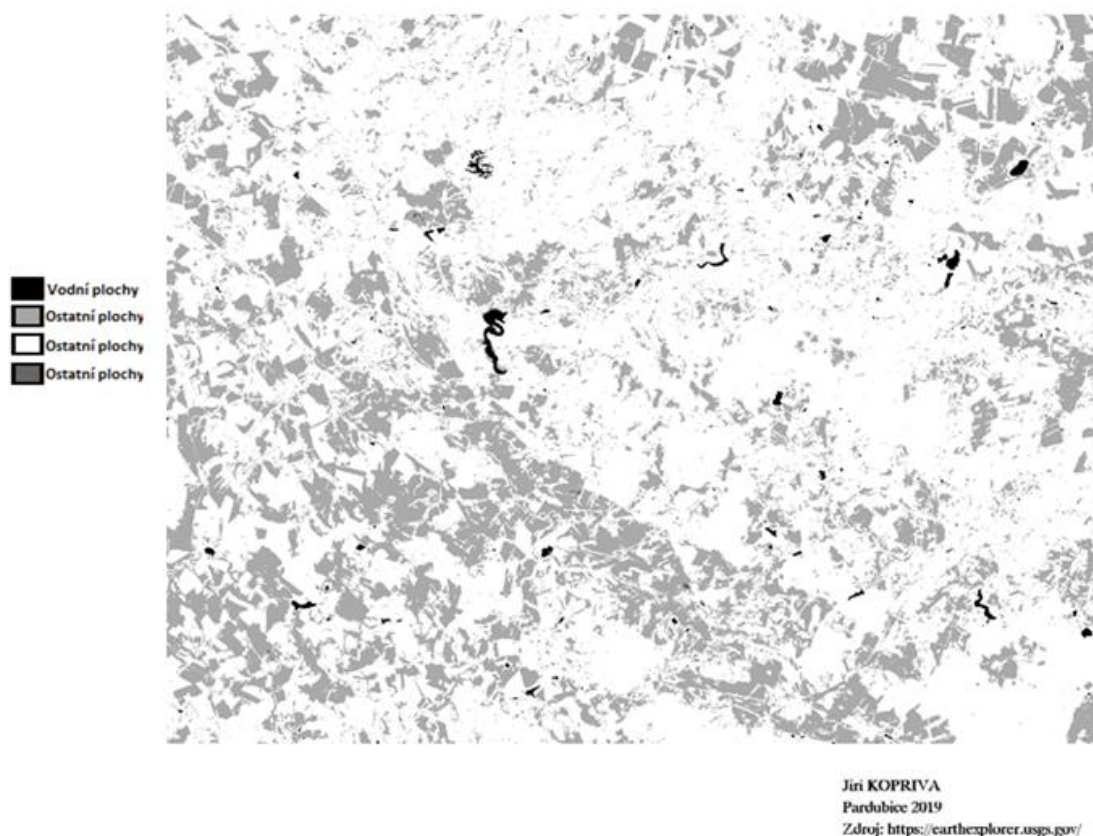 Vodní plochy
Ostatní plochy
Ostatní plochy
Ostatní plochy
Jiri KOPRIVA
Pardubice 2019
Zdroj: https://earthexplorer.usgs.gov/